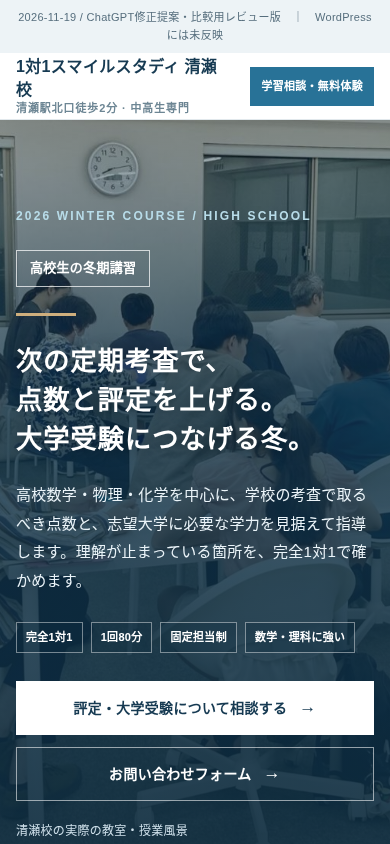 2026-11-19 / ChatGPT修正提案・比較用レビュー版　｜　WordPress
には未反映
1対1スマイルスタディ 清瀬
校
清瀬駅北口徒歩2分 · 中高生専門
学習相談・無料体験
2026 WINTER COURSE / HIGH SCHOOL
高校生の冬期講習
次の定期考査で、
点数と評定を上げる。
大学受験につなげる冬。
高校数学・物理・化学を中心に、学校の考査で取る
べき点数と、志望大学に必要な学力を見据えて指導
します。理解が止まっている箇所を、完全1対1で確
かめます。
完全1対1
1回80分
固定担当制
数学・理科に強い
評定・大学受験について相談する →
お問い合わせフォーム →
清瀬校の実際の教室・授業風景